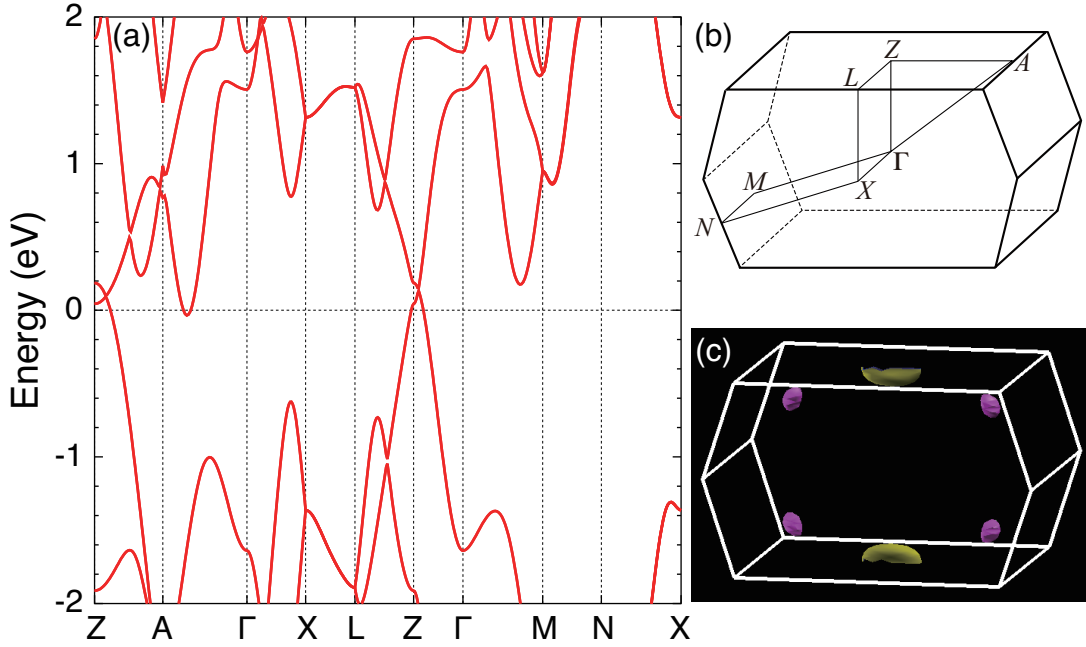 (a)
2
1
0
-1
-2
Energy (eV)
Z A Γ X L Z Γ M N X
(b)
Z
A
L
Γ
M
X
N
(c)